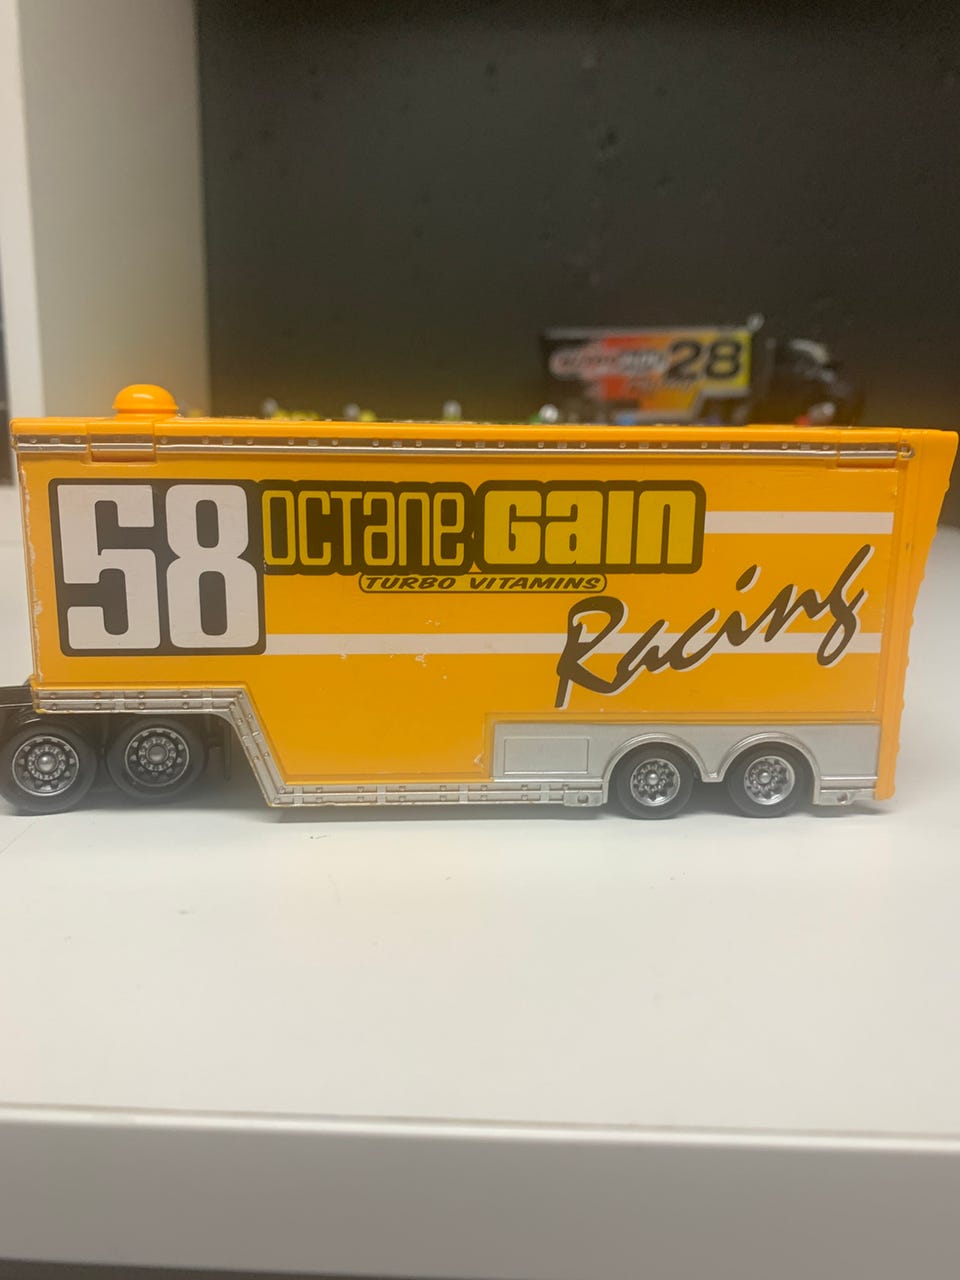 28
58 OCTANE GAIN
TURBO VITAMINS
Racing